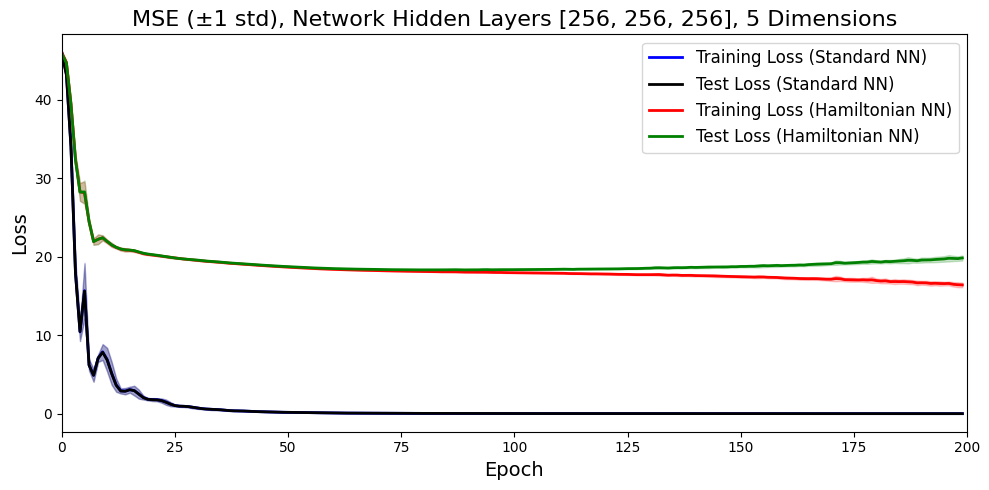 MSE (±1 std), Network Hidden Layers [256, 256, 256], 5 Dimensions
Training Loss (Standard NN)
Test Loss (Standard NN)
Training Loss (Hamiltonian NN)
Test Loss (Hamiltonian NN)
Loss
40
30
20
10
0
0 25 50 75 100 125 150 175 200
Epoch